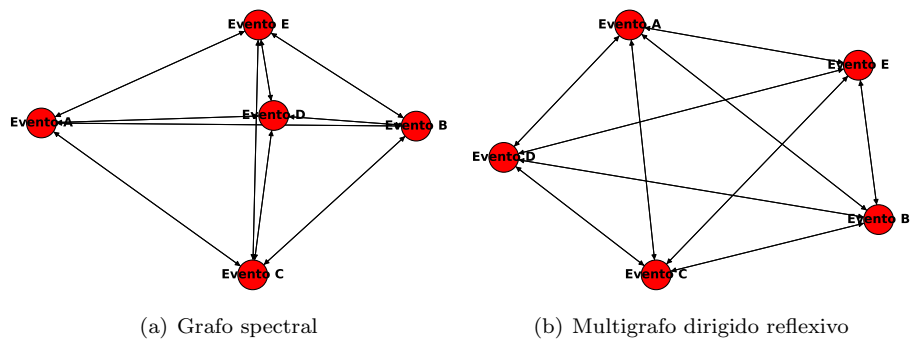 Evento E
Evento D
Evento A
Evento B
Evento C
(a) Grafo spectral
Evento A
Evento E
Evento D
Evento B
Evento C
(b) Multigrafo dirigido reflexivo